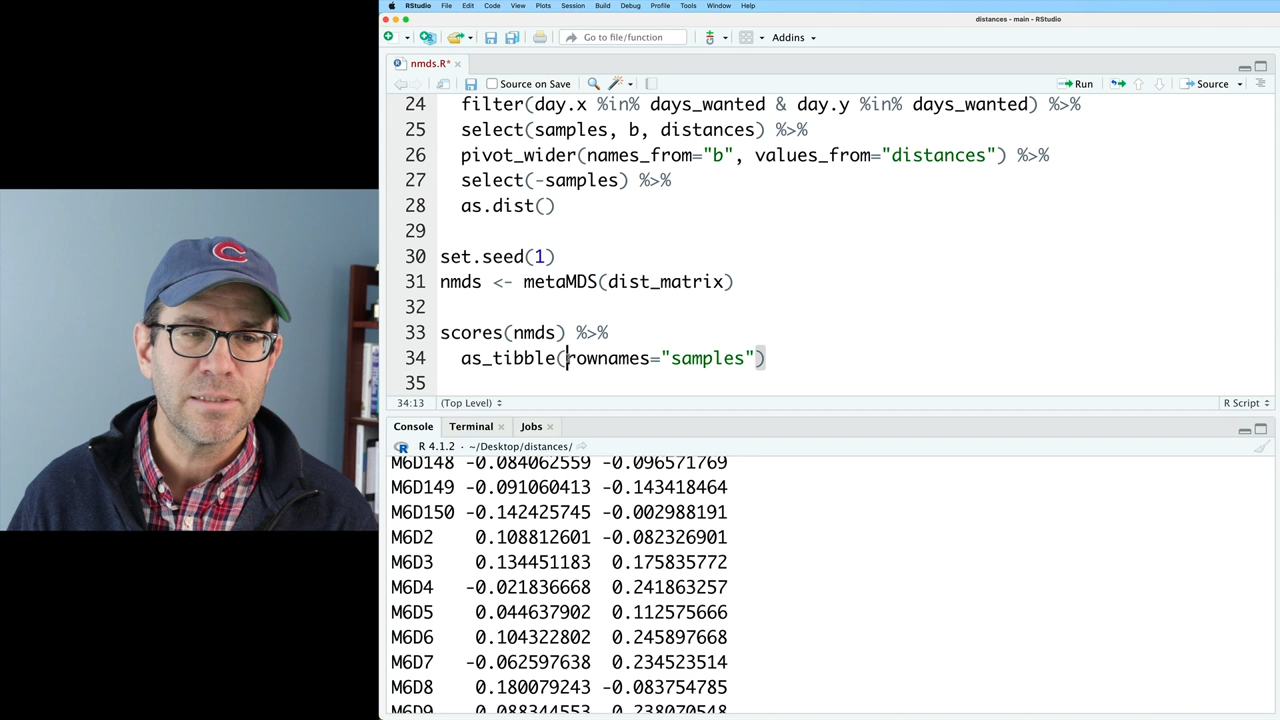 RStudio File Edit Code View Plots Session Build Debug Profile Tools Window Help
distances - main - RStudio
Go to file/function Addins
nmds.R*
Source on Save Run Source
24 filter(day.x %in% days_wanted & day.y %in% days_wanted) %>%
25 select(samples, b, distances) %>%
26 pivot_wider(names_from="b", values_from="distances") %>%
27 select(-samples) %>%
28 as.dist()
29
30 set.seed(1)
31 nmds <- metaMDS(dist_matrix)
32
33 scores(nmds) %>%
34 as_tibble(rownames="samples")
35
34:13 (Top Level) R Script
Console Terminal Jobs
R 4.1.2 · ~/Desktop/distances/
M6D148 -0.084062559 -0.096571769
M6D149 -0.091060413 -0.143418464
M6D150 -0.142425745 -0.002988191
M6D2 0.108812601 -0.082326901
M6D3 0.134451183 0.175835772
M6D4 -0.021836668 0.241863257
M6D5 0.044637902 0.112575666
M6D6 0.104322802 0.245897668
M6D7 -0.062597638 0.234523514
M6D8 0.180079243 -0.083754785
M6D9 0.088344553 0.238070548